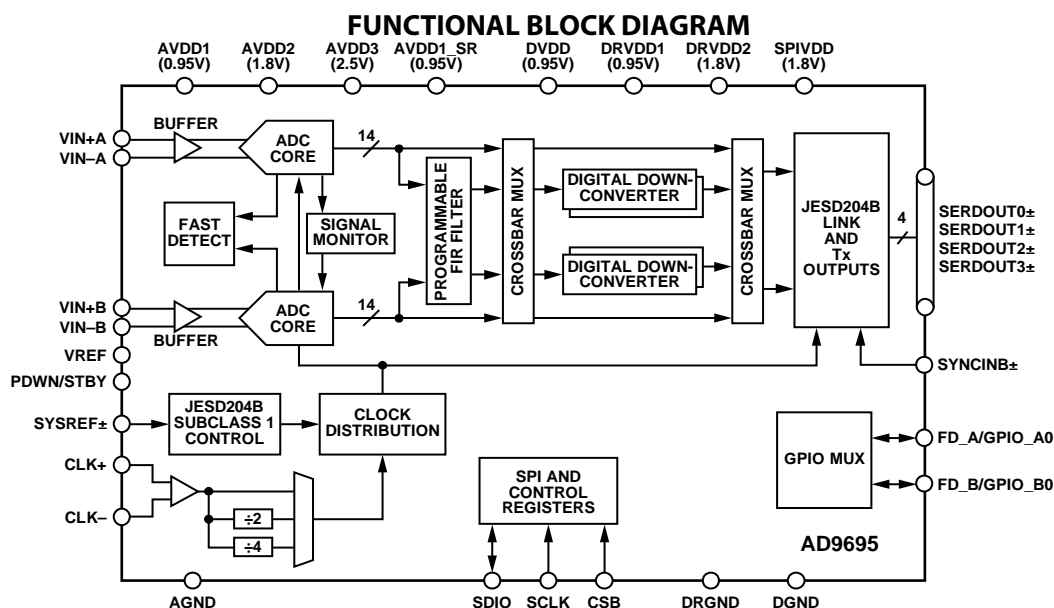 FUNCTIONAL BLOCK DIAGRAM
AVDD1
(0.95V)
AVDD2
(1.8V)
AVDD3
(2.5V)
AVDD1_SR
(0.95V)
DVDD
(0.95V)
DRVDD1
(0.95V)
DRVDD2
(1.8V)
SPIVDD
(1.8V)
BUFFER
VIN+A
VIN–A
ADC
CORE
14
PROGRAMMABLE
FIR FILTER
CROSSBAR MUX
DIGITAL DOWN-
CONVERTER
CROSSBAR MUX
JESD204B
LINK
AND
Tx
OUTPUTS
4
SERDOUT0±
SERDOUT1±
SERDOUT2±
SERDOUT3±
FAST
DETECT
SIGNAL
MONITOR
DIGITAL DOWN-
CONVERTER
VIN+B
VIN–B
BUFFER
ADC
CORE
14
VREF
PDWN/STBY
SYNCINB±
SYSREF±
JESD204B
SUBCLASS 1
CONTROL
CLOCK
DISTRIBUTION
CLK+
CLK–
÷2
÷4
SPI AND
CONTROL
REGISTERS
GPIO MUX
FD_A/GPIO_A0
FD_B/GPIO_B0
AD9695
AGND
SDIO
SCLK
CSB
DRGND
DGND